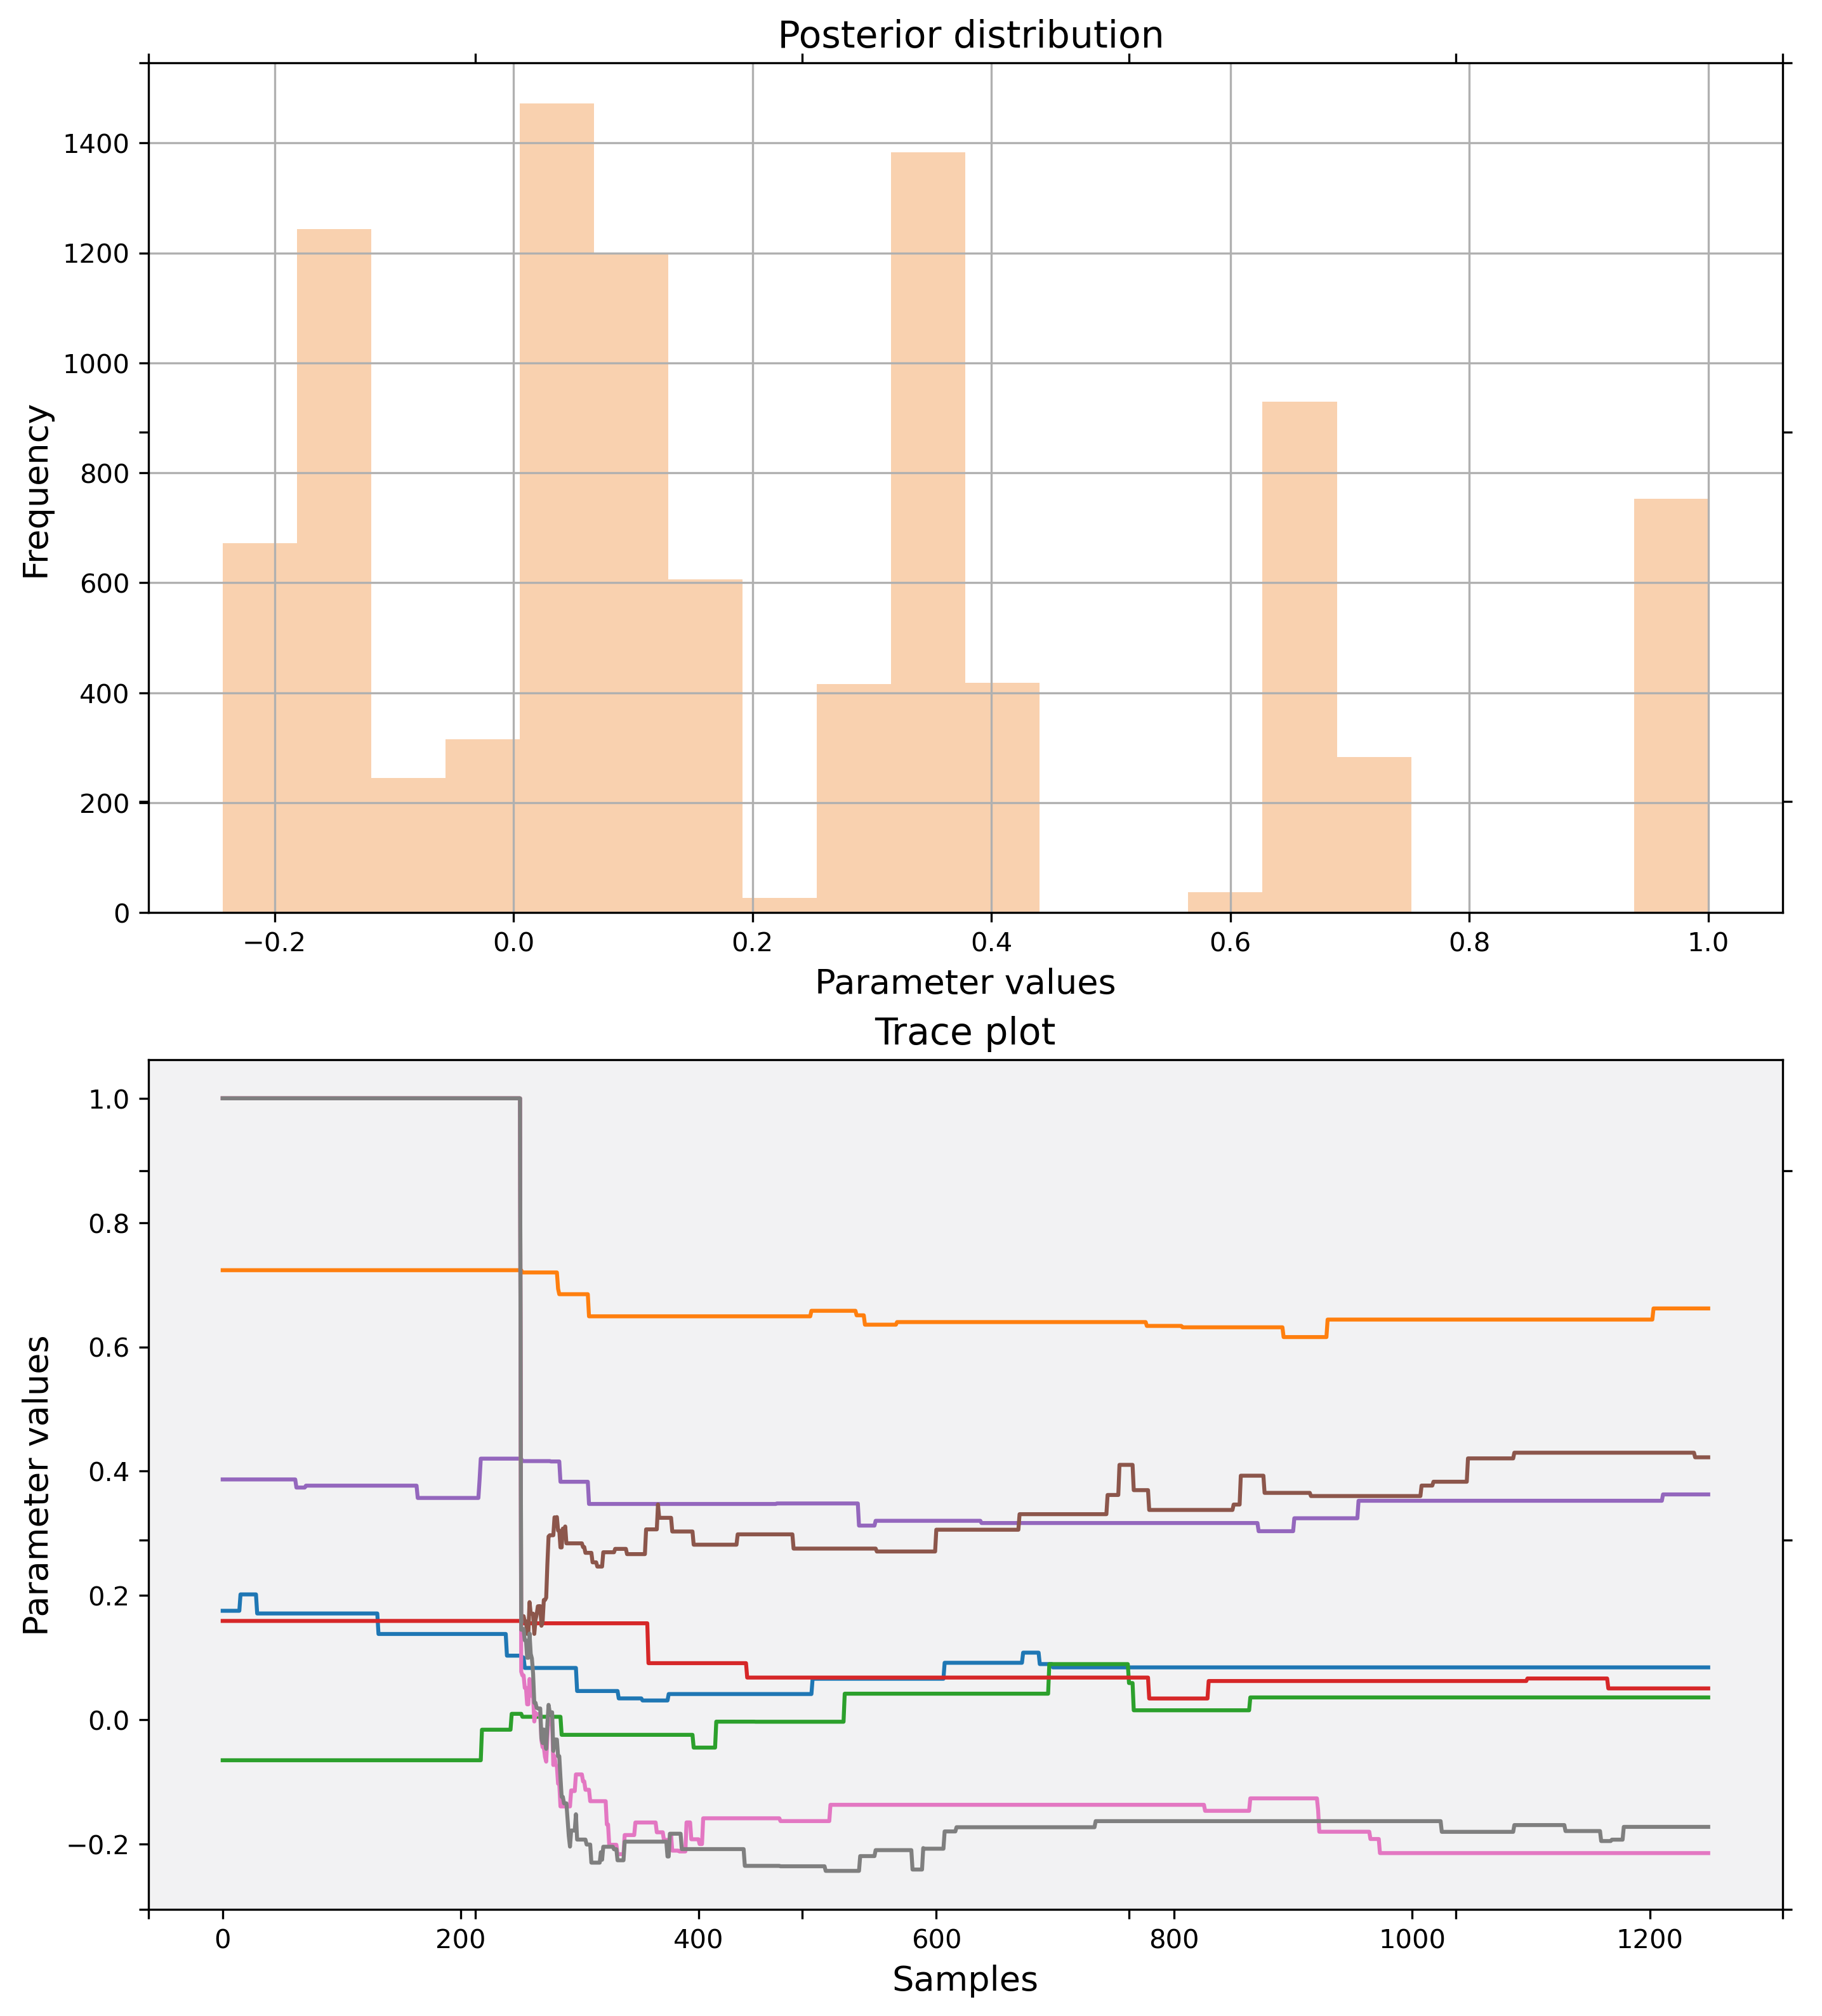 Posterior distribution
1400
1200
1000
800
600
400
200
0
Frequency
−0.2 0.0 0.2 0.4 0.6 0.8 1.0
Parameter values
Trace plot
1.0
0.8
0.6
0.4
0.2
0.0
−0.2
Parameter values
0 200 400 600 800 1000 1200
Samples